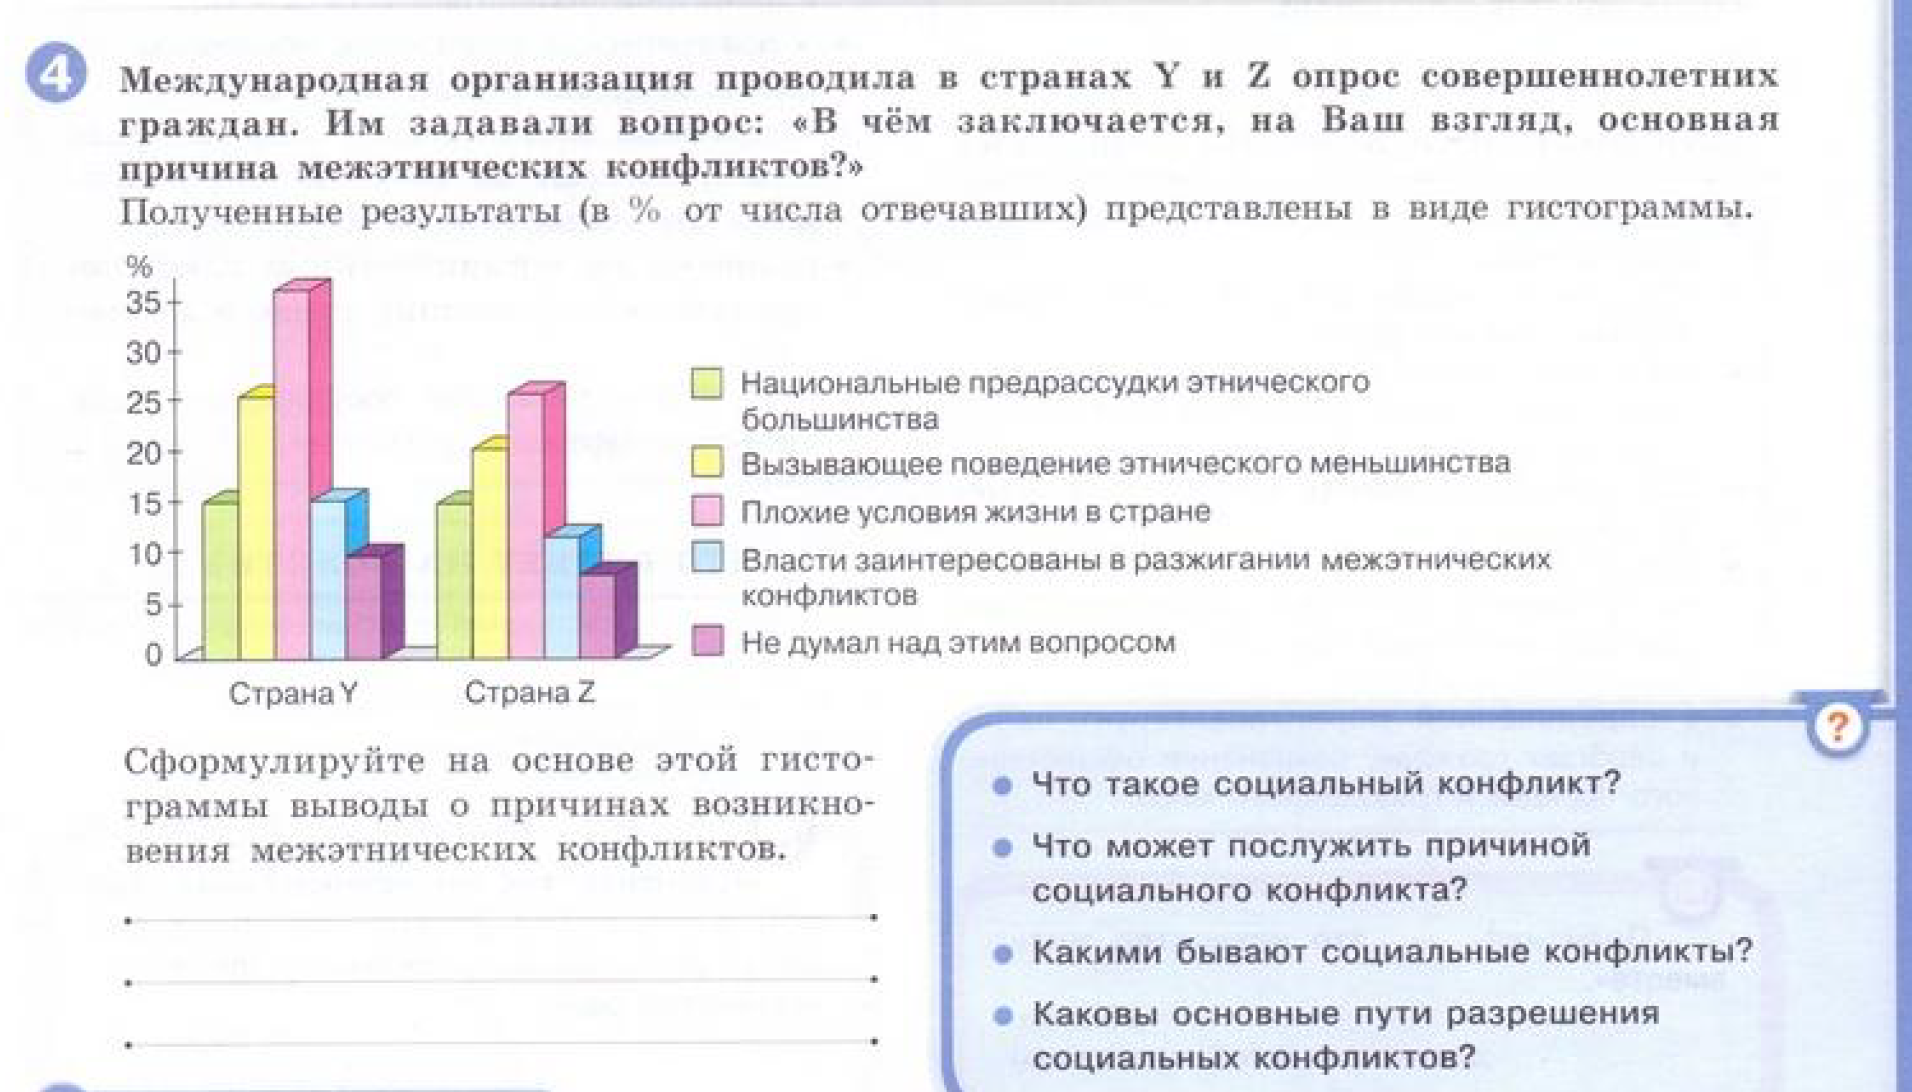 4
Международная организация проводила в странах Y и Z опрос совершеннолетних
граждан. Им задавали вопрос: «В чём заключается, на Ваш взгляд, основная
причина межэтнических конфликтов?»
Полученные результаты (в % от числа отвечавших) представлены в виде гистограммы.
%
35
30
25
20
15
10
5
0
Страна Y
Страна Z
Национальные предрассудки этнического
большинства
Вызывающее поведение этнического меньшинства
Плохие условия жизни в стране
Власти заинтересованы в разжигании межэтнических
конфликтов
Не думал над этим вопросом
Сформулируйте на основе этой гисто-
граммы выводы о причинах возникно-
вения межэтнических конфликтов.
?
• Что такое социальный конфликт?
• Что может послужить причиной
социального конфликта?
• Какими бывают социальные конфликты?
• Каковы основные пути разрешения
социальных конфликтов?